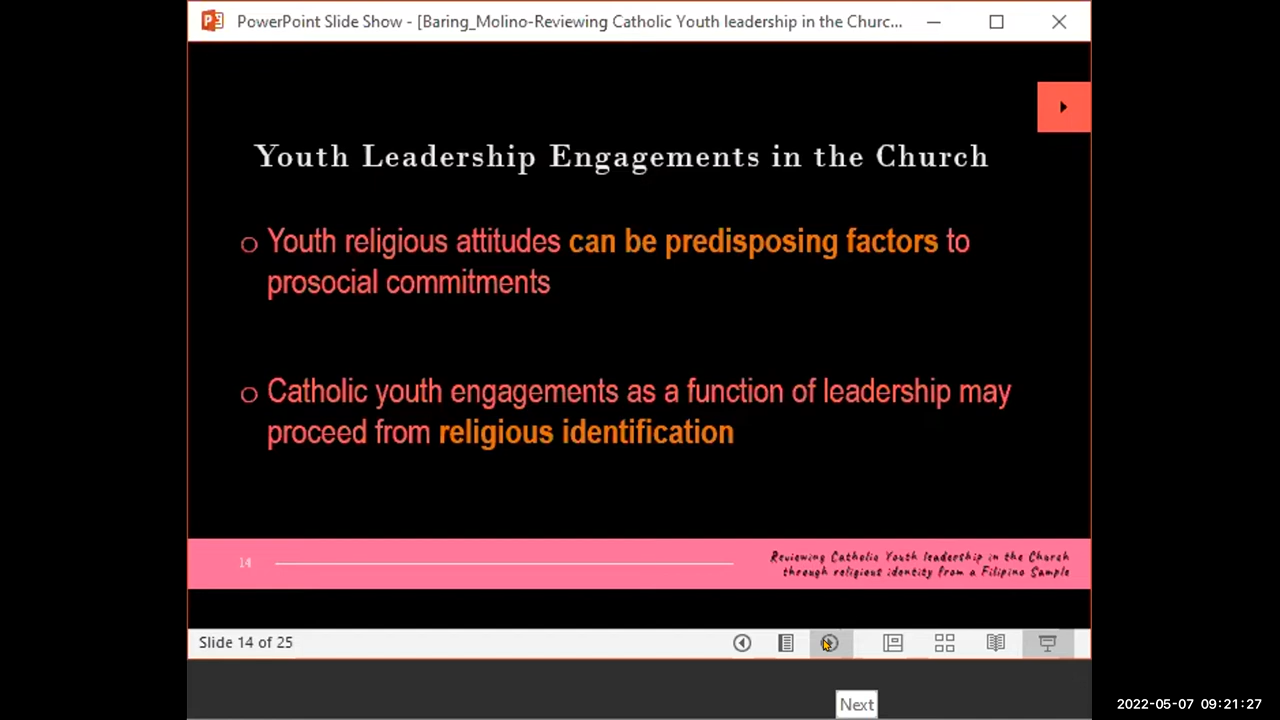 PowerPoint Slide Show - [Baring_Molino-Reviewing Catholic Youth leadership in the Churc...
Youth Leadership Engagements in the Church
Youth religious attitudes can be predisposing factors to
prosocial commitments
Catholic youth engagements as a function of leadership may
proceed from religious identification
14
Reviewing Catholic Youth leadership in the Church
through religious identity from a Filipino Sample
Slide 14 of 25
Next
2022-05-07 09:21:27